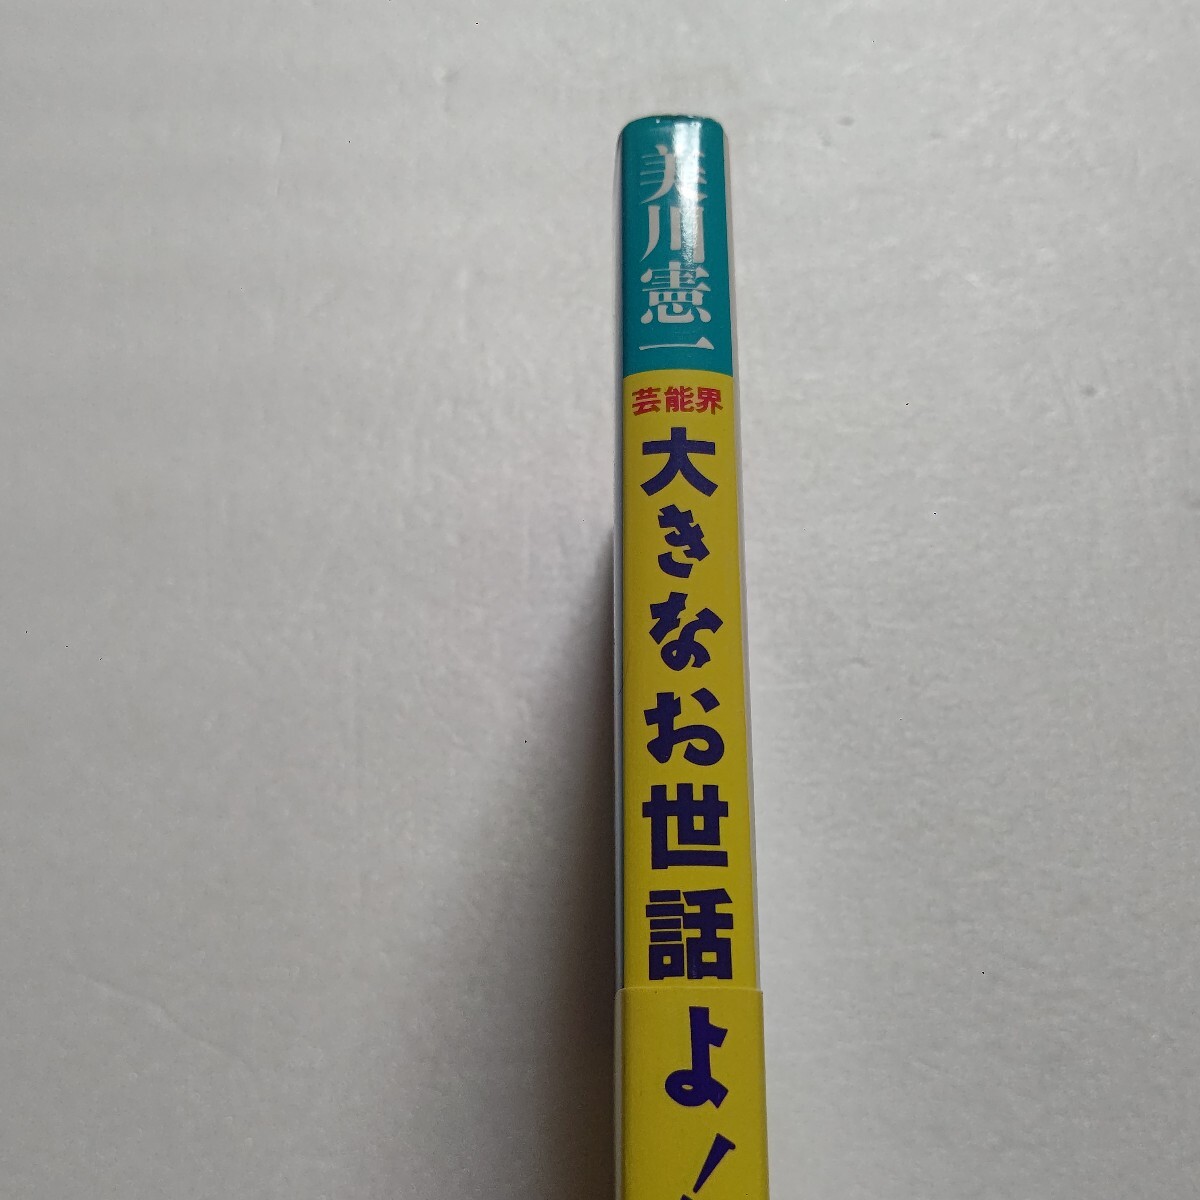 美川憲一
芸能界
大きなお世話よ！